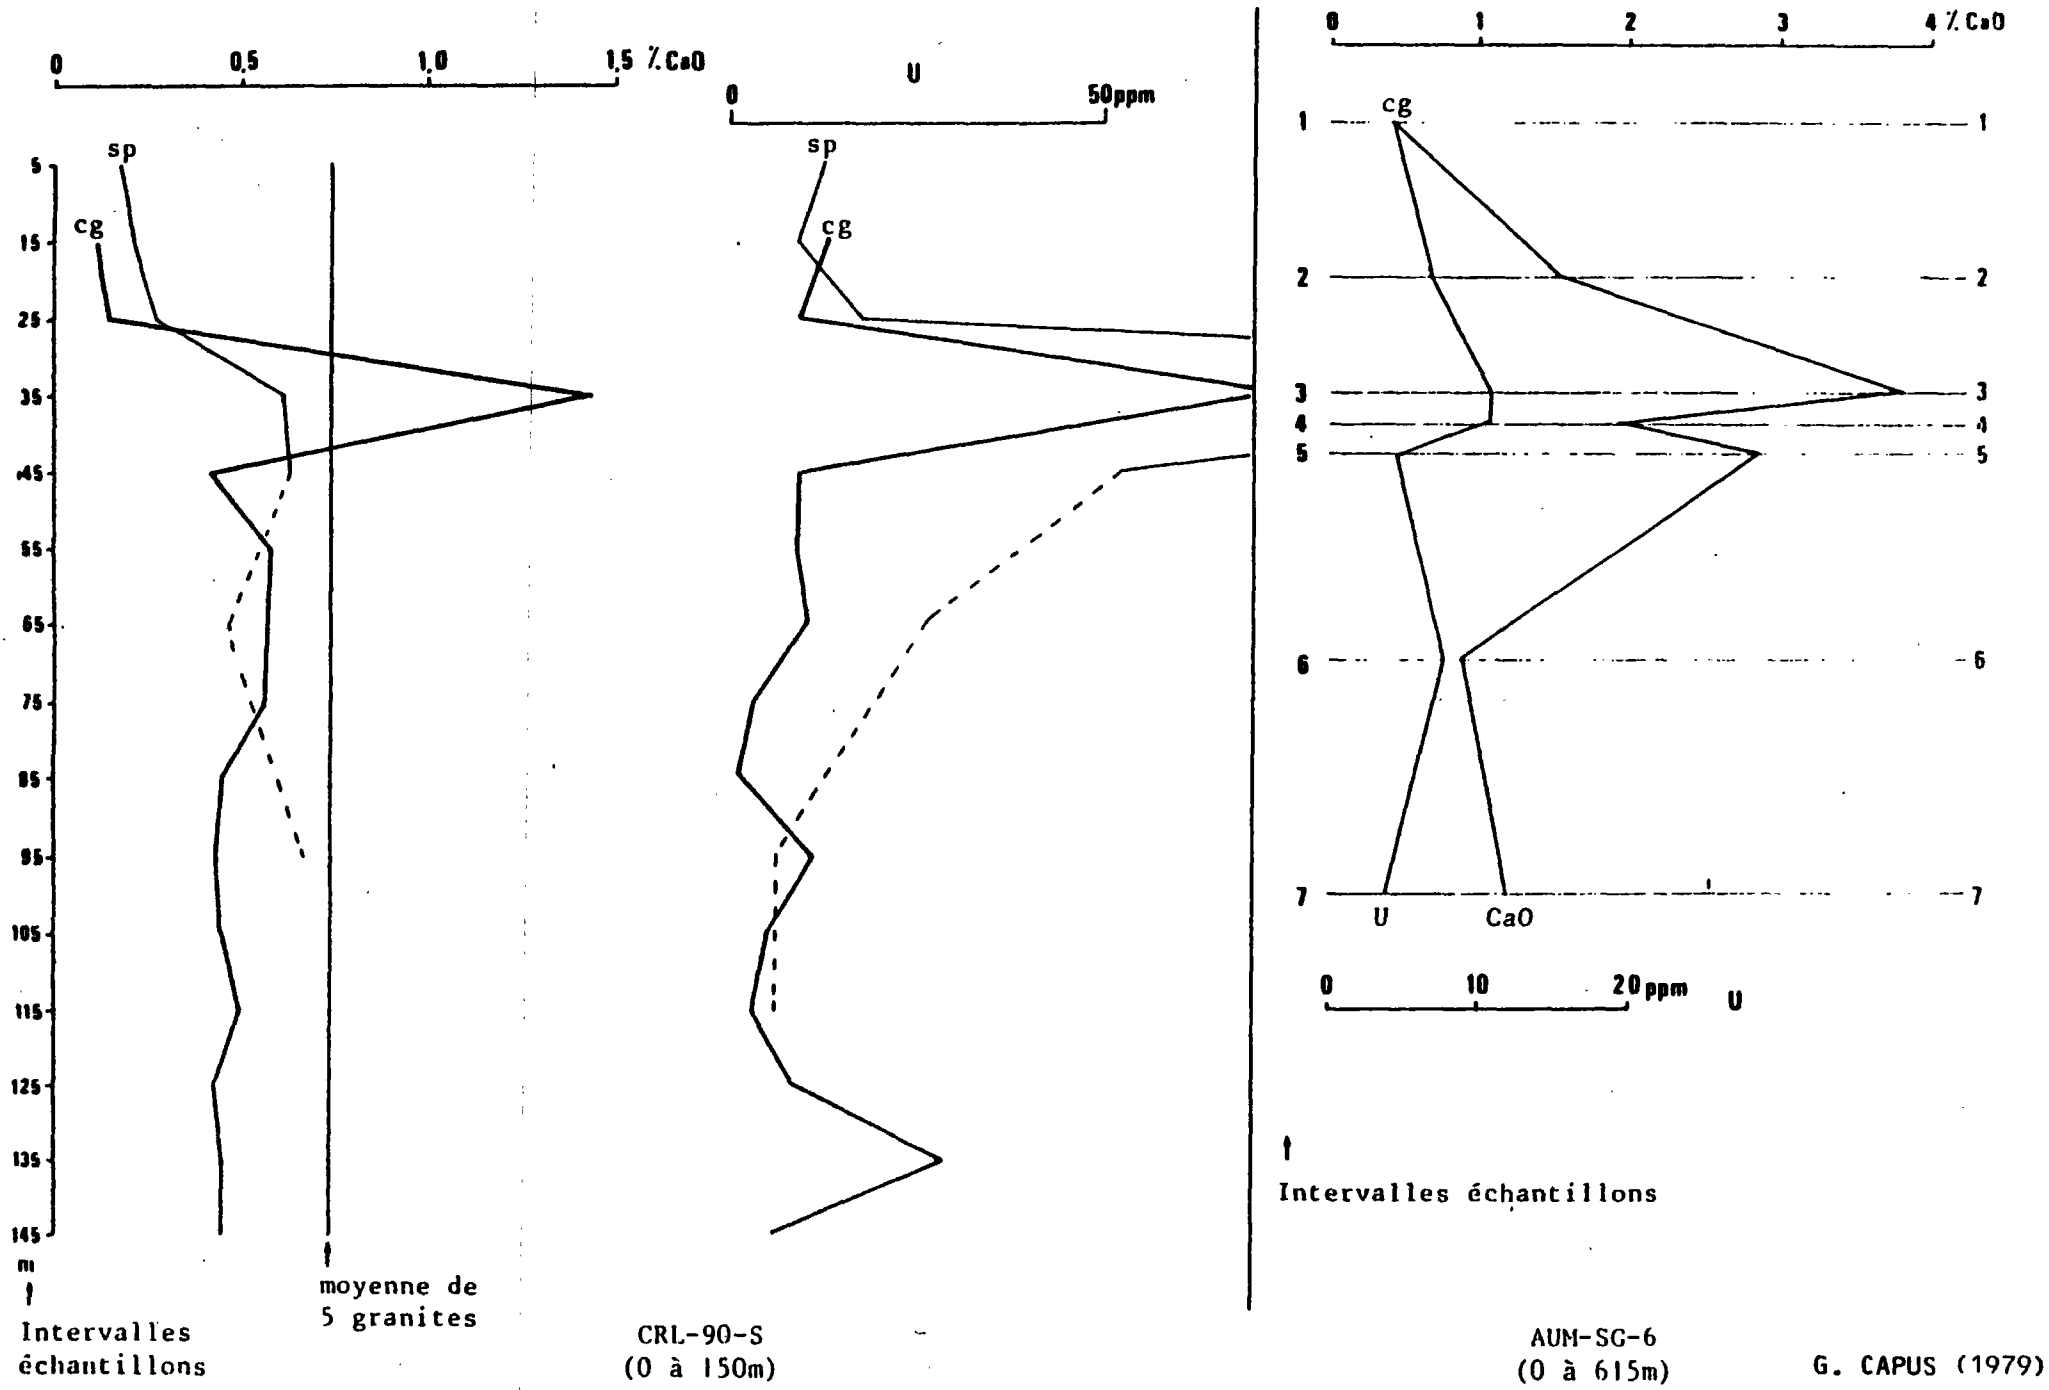 0 0,5 1,0 1,5 % CaO
U
0 50ppm
0 1 2 3 4 % CaO
sp
cg
5
15
25
35
45
55
65
75
85
95
105
115
125
135
145
m
Intervalles
échantillons
moyenne de
5 granites
sp
cg
CRL-90-S
(0 à 150m)
cg
1 1
2 2
3 3
4 4
5 5
6 6
7 7
U CaO
0 10 20 ppm U
Intervalles échantillons
AUM-SG-6
(0 à 615m)
G. CAPUS (1979)